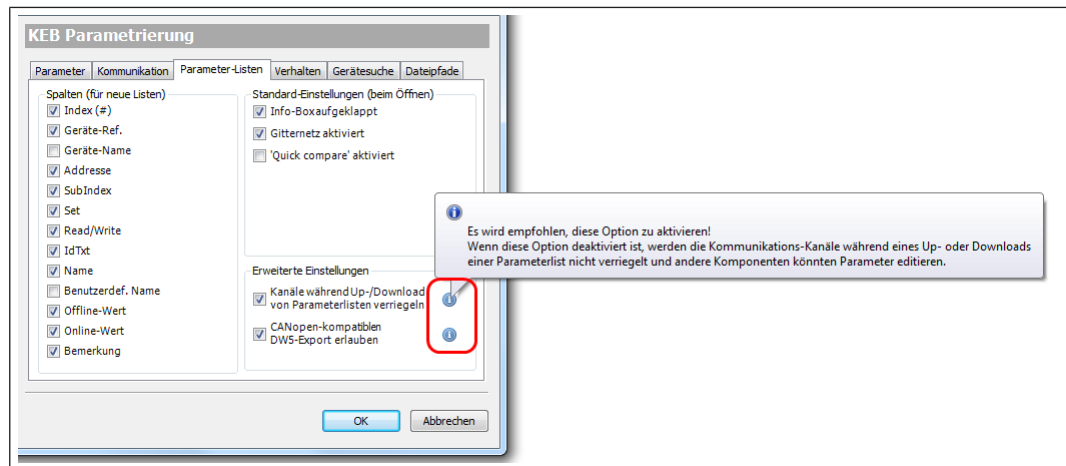 KEB Parametrierung
Parameter Kommunikation Parameter-Listen Verhalten Gerätesuche Dateipfade
Spalten (für neue Listen)
Index (#)
Geräte-Ref.
Geräte-Name
Addresse
SubIndex
Set
Read/Write
IdTxt
Name
Benutzerdef. Name
Offline-Wert
Online-Wert
Bemerkung
Standard-Einstellungen (beim Öffnen)
Info-Boxaufgeklappt
Gitternetz aktiviert
'Quick compare' aktiviert
Es wird empfohlen, diese Option zu aktivieren!
Wenn diese Option deaktiviert ist, werden die Kommunikations-Kanäle während eines Up- oder Downloads
einer Parameterlist nicht verriegelt und andere Komponenten könnten Parameter editieren.
Erweiterte Einstellungen
Kanäle während Up-/Download
von Parameterlisten verriegeln
CANopen-kompatiblen
DW5-Export erlauben
OK Abbrechen